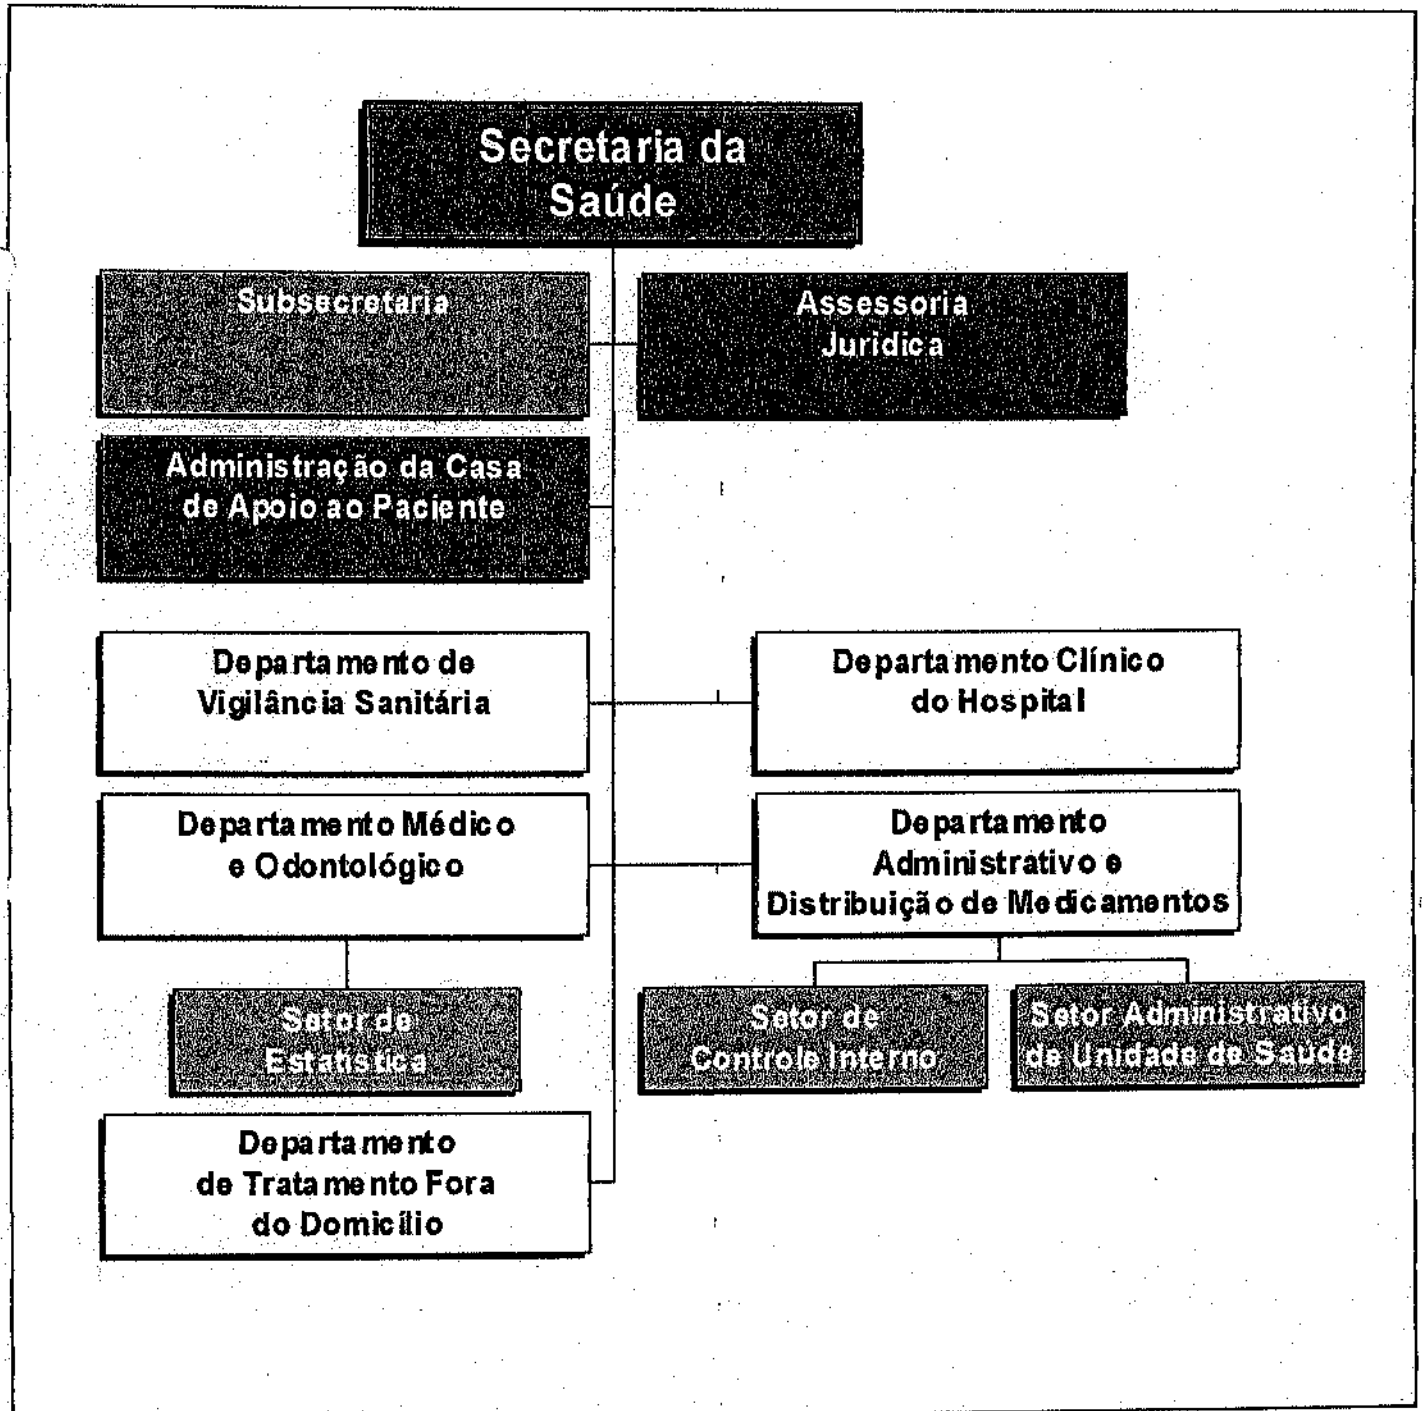 Secretaria da
Saúde
Subsecretaria
Assessoria
Jurídica
Administração da Casa
de Apoio ao Paciente
Departamento de
Vigilância Sanitária
Departamento Clínico
do Hospital
Departamento Médico
e Odontológico
Departamento
Administrativo e
Distribuição de Medicamentos
Setor de
Estatística
Setor de
Controle Interno
Setor Administrativo
de Unidade de Saúde
Departamento
de Tratamento Fora
do Domicílio